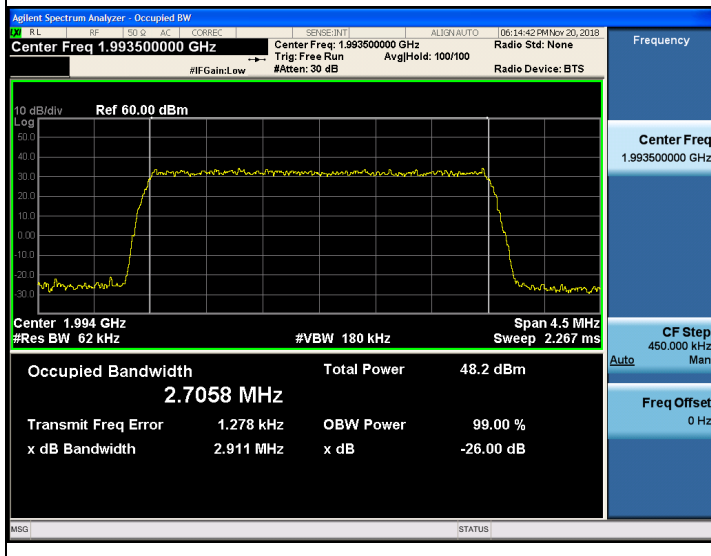 Agilent Spectrum Analyzer - Occupied BW
LXI RL RF 50 Ω AC CORREC SENSE:INT ALIGN AUTO 06:14:42 PM Nov 20, 2018
Center Freq 1.993500000 GHz
Center Freq: 1.993500000 GHz
Radio Std: None
Trig: Free Run Avg|Hold: 100/100
#IFGain:Low #Atten: 30 dB Radio Device: BTS
Frequency
10 dB/div Ref 60.00 dBm
Log
50.0
40.0
30.0
20.0
10.0
0.00
-10.0
-20.0
-30.0
Center 1.994 GHz Span 4.5 MHz
#Res BW 62 kHz #VBW 180 kHz Sweep 2.267 ms
Occupied Bandwidth Total Power 48.2 dBm
2.7058 MHz
Transmit Freq Error 1.278 kHz OBW Power 99.00 %
x dB Bandwidth 2.911 MHz x dB -26.00 dB
Center Freq
1.993500000 GHz
CF Step
450.000 kHz
Auto Man
Freq Offset
0 Hz
MSG STATUS